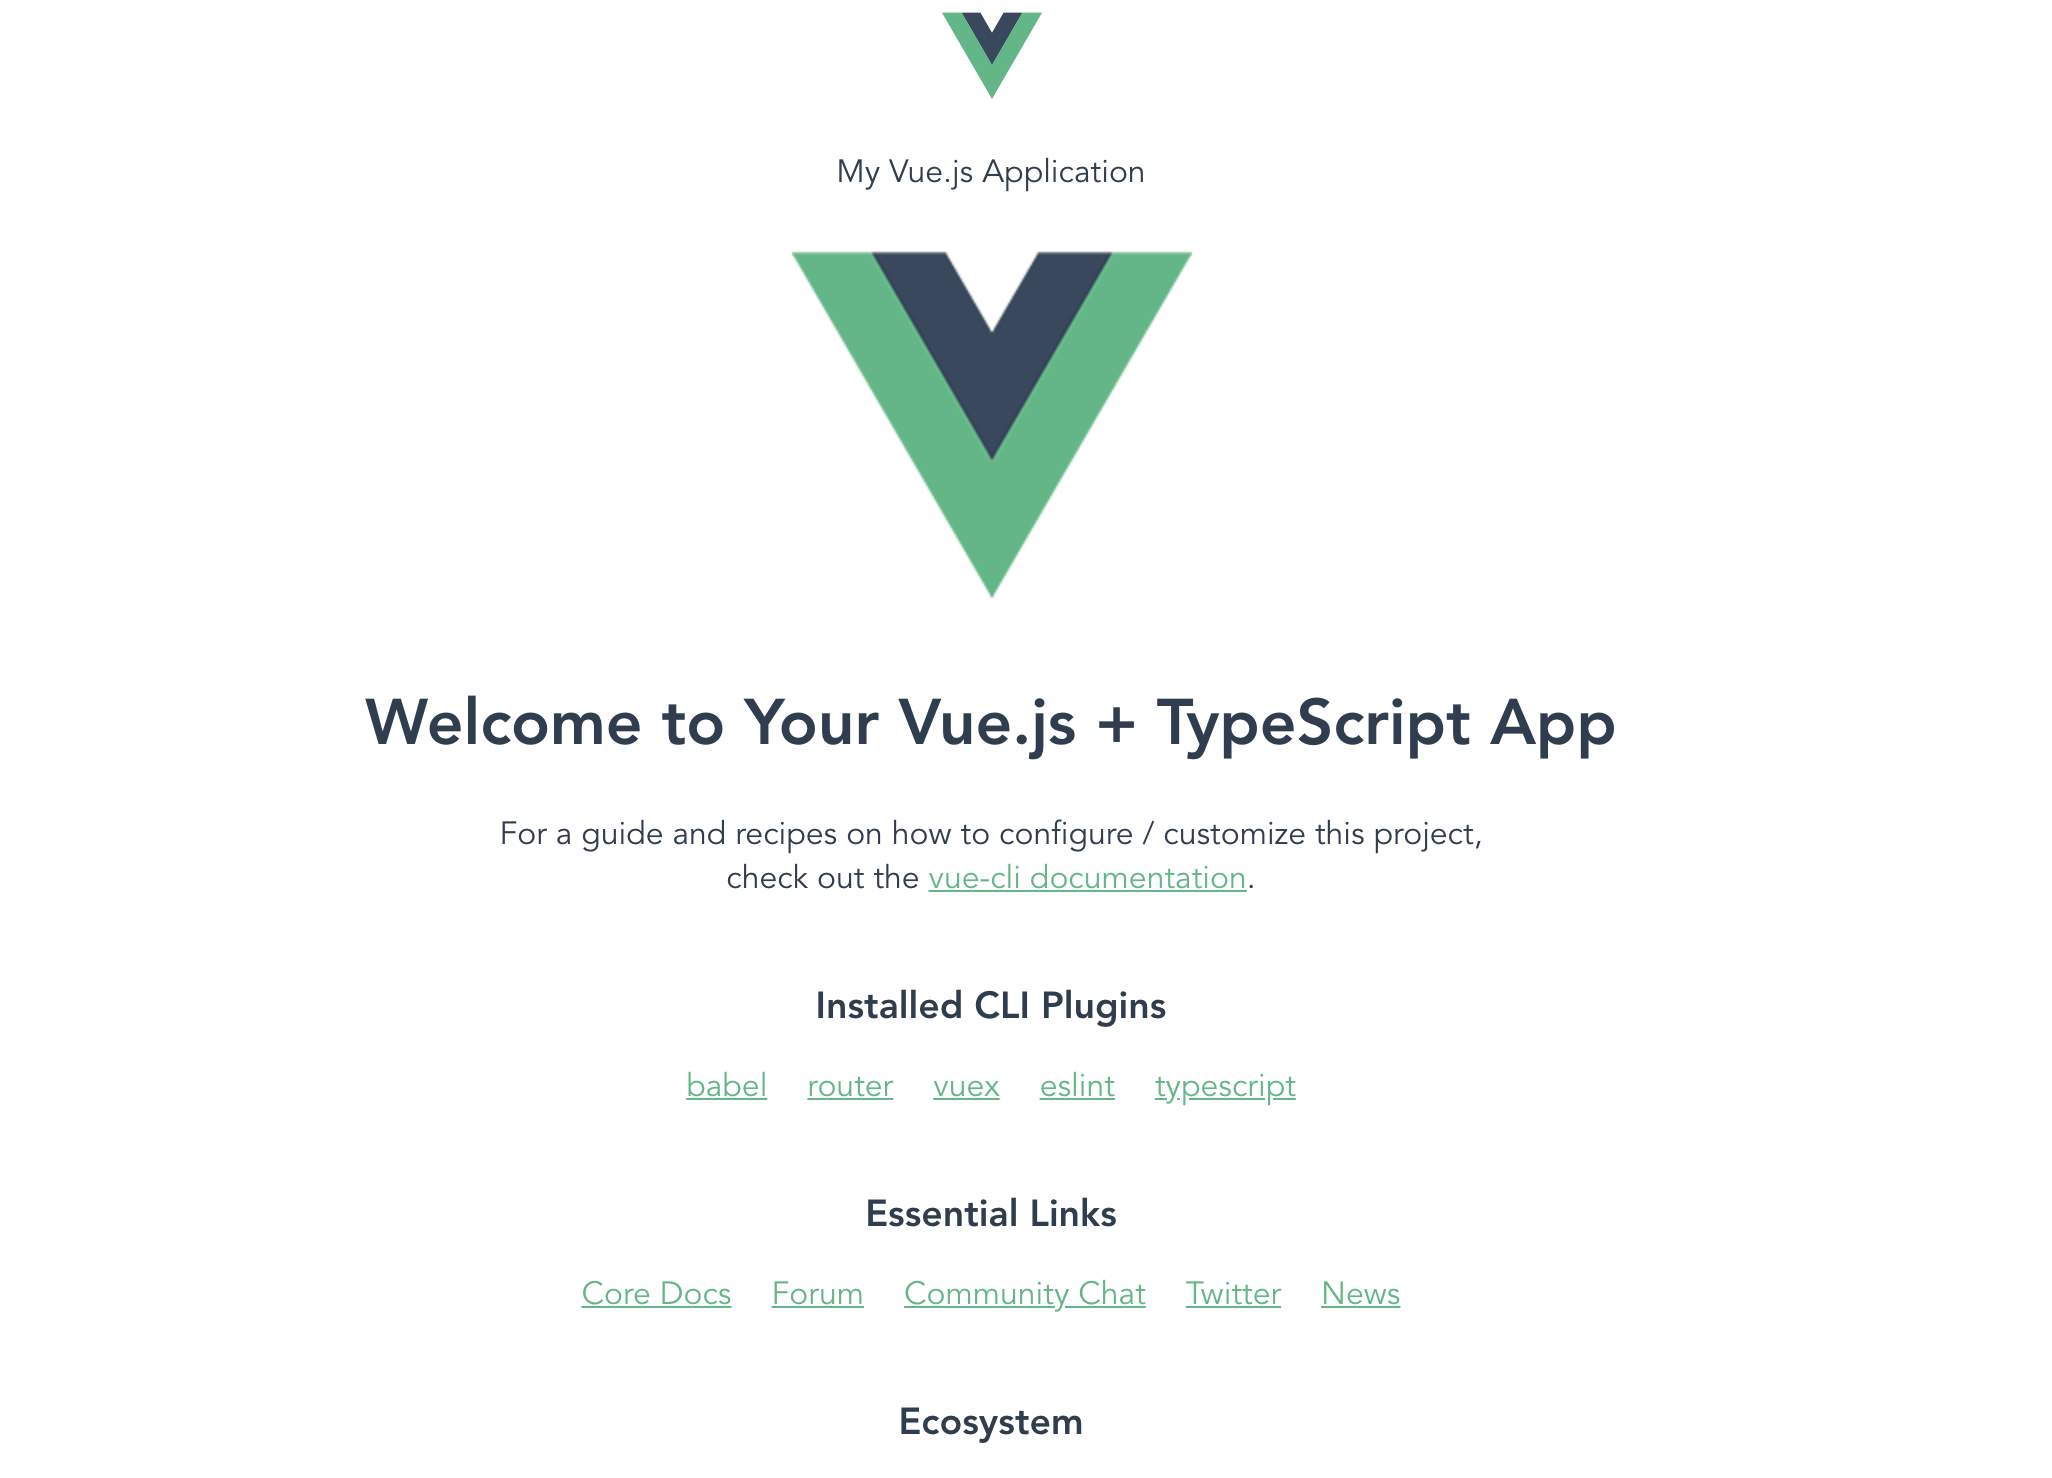 My Vue.js Application
Welcome to Your Vue.js + TypeScript App
For a guide and recipes on how to configure / customize this project,
check out the vue-cli documentation.
Installed CLI Plugins
babel router vuex eslint typescript
Essential Links
Core Docs Forum Community Chat Twitter News
Ecosystem